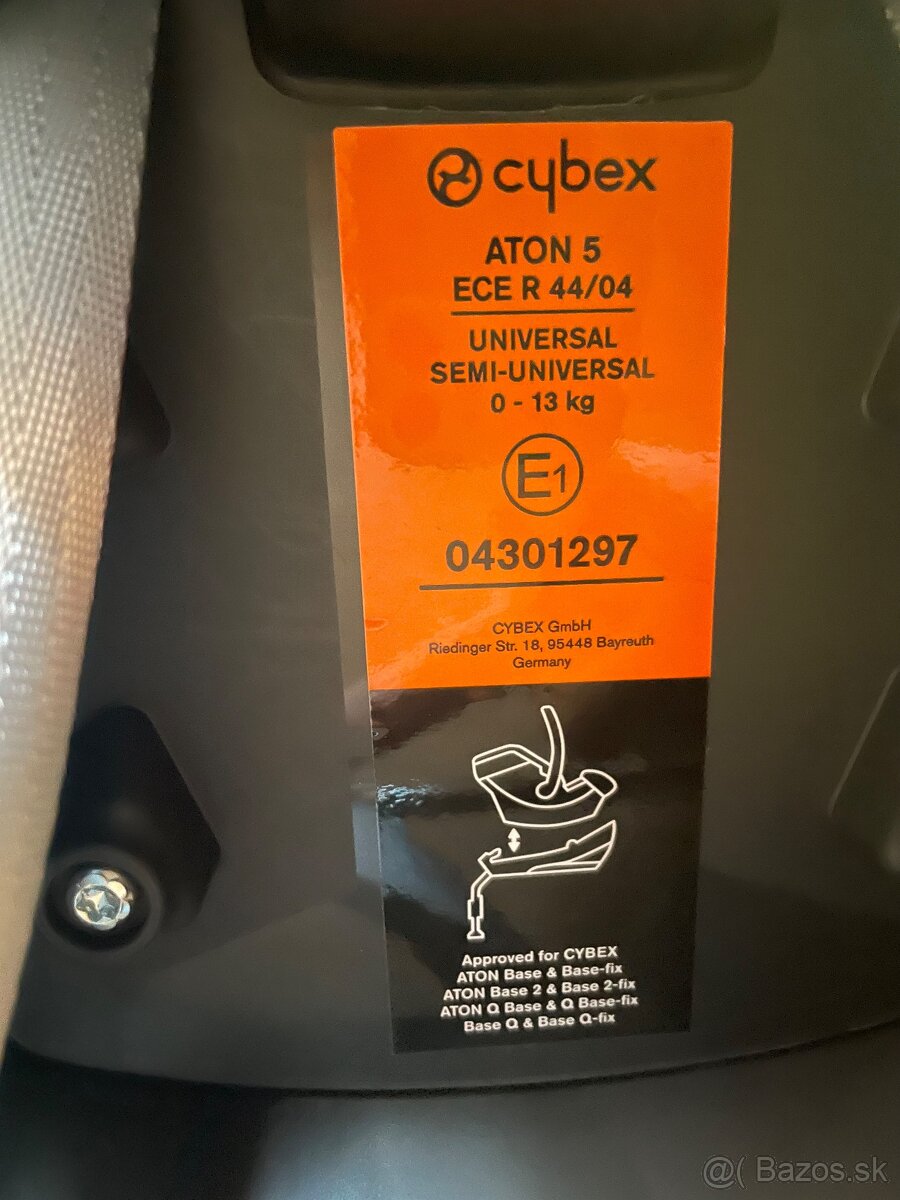 cybex
ATON 5
ECE R 44/04
UNIVERSAL
SEMI-UNIVERSAL
0 - 13 kg
E1
04301297
CYBEX GmbH
Riedinger Str. 18, 95448 Bayreuth
Germany
Approved for CYBEX
ATON Base & Base-fix
ATON Base 2 & Base 2-fix
ATON Q Base & Q Base-fix
Base Q & Base Q-fix
@( Bazos.sk